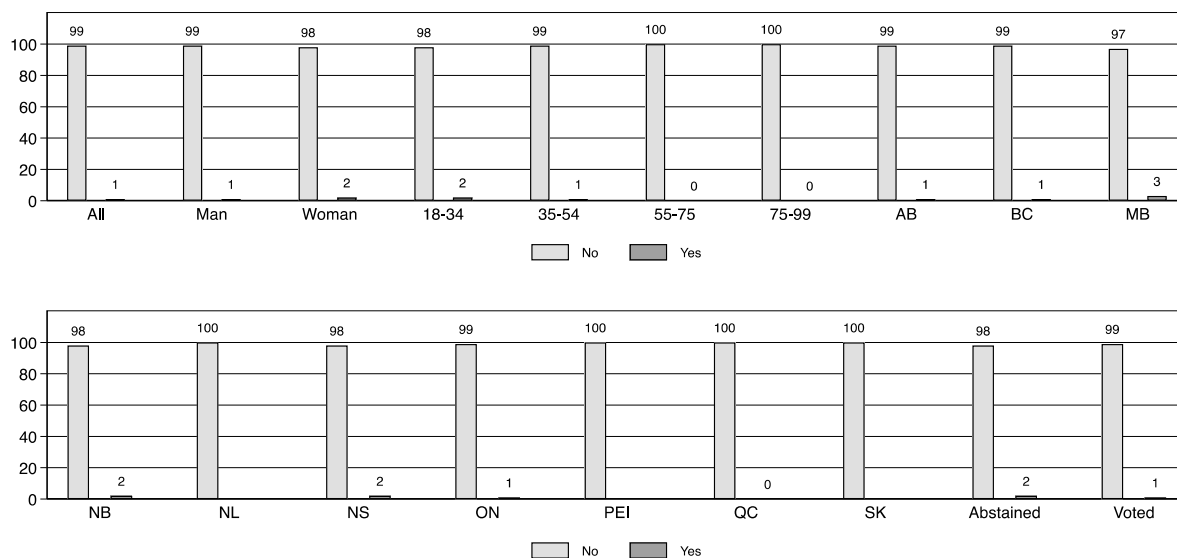 99 99 98 98 99 100 100 99 99 97
100
80
60
40
20
0
1 1 2 2 1 0 0 1 1 3
All Man Woman 18-34 35-54 55-75 75-99 AB BC MB
No Yes
98 100 98 99 100 100 100 98 99
100
80
60
40
20
0
2 2 1 0 2 1
NB NL NS ON PEI QC SK Abstained Voted
No Yes